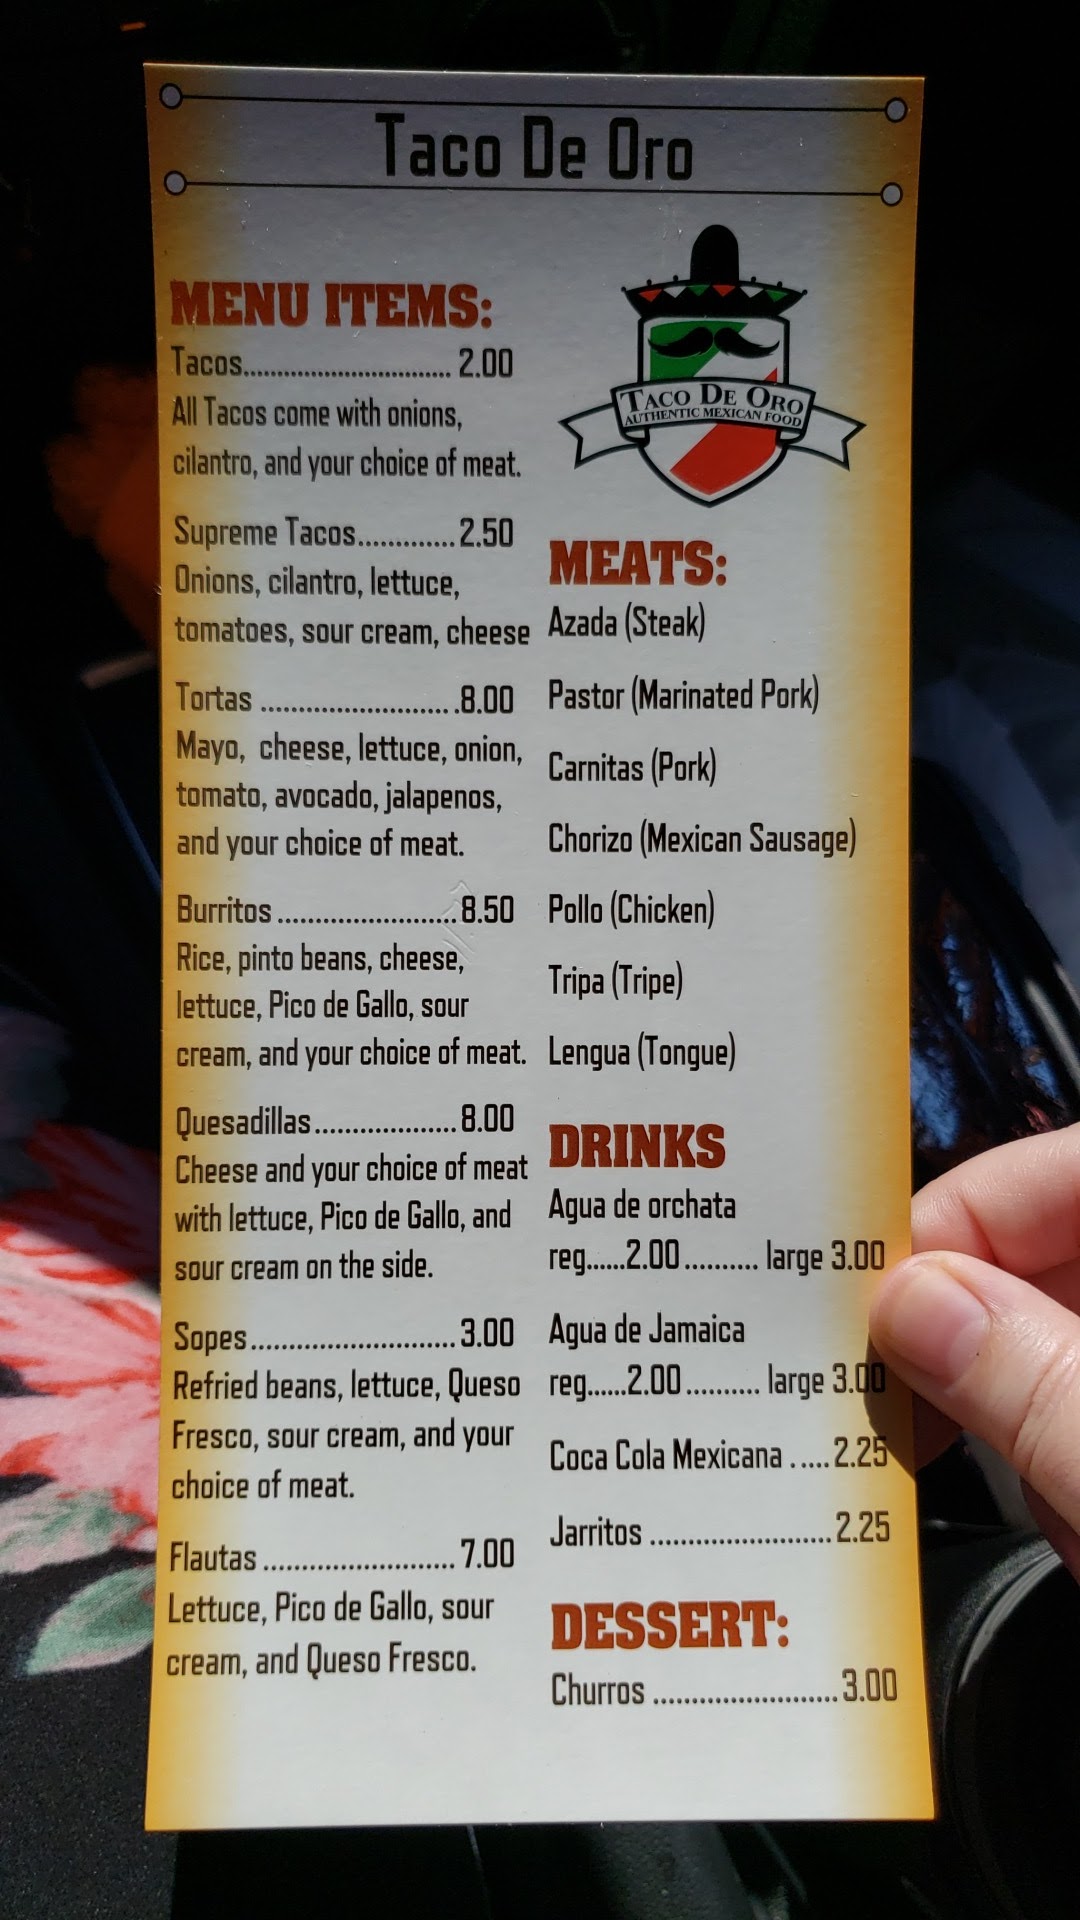 Taco De Oro
MENU ITEMS:
Tacos.............................. 2.00
All Tacos come with onions,
cilantro, and your choice of meat.
Supreme Tacos.............2.50
Onions, cilantro, lettuce,
tomatoes, sour cream, cheese
Tortas ..........................8.00
Mayo, cheese, lettuce, onion,
tomato, avocado, jalapenos,
and your choice of meat.
Burritos ........................8.50
Rice, pinto beans, cheese,
lettuce, Pico de Gallo, sour
cream, and your choice of meat.
Quesadillas...................8.00
Cheese and your choice of meat
with lettuce, Pico de Gallo, and
sour cream on the side.
Sopes...........................3.00
Refried beans, lettuce, Queso
Fresco, sour cream, and your
choice of meat.
Flautas .........................7.00
Lettuce, Pico de Gallo, sour
cream, and Queso Fresco.
TACO DE ORO
AUTHENTIC MEXICAN FOOD
MEATS:
Azada (Steak)
Pastor (Marinated Pork)
Carnitas (Pork)
Chorizo (Mexican Sausage)
Pollo (Chicken)
Tripa (Tripe)
Lengua (Tongue)
DRINKS
Agua de orchata
reg......2.00.......... large 3.00
Agua de Jamaica
reg......2.00.......... large 3.00
Coca Cola Mexicana .....2.25
Jarritos ........................2.25
DESSERT:
Churros ........................3.00